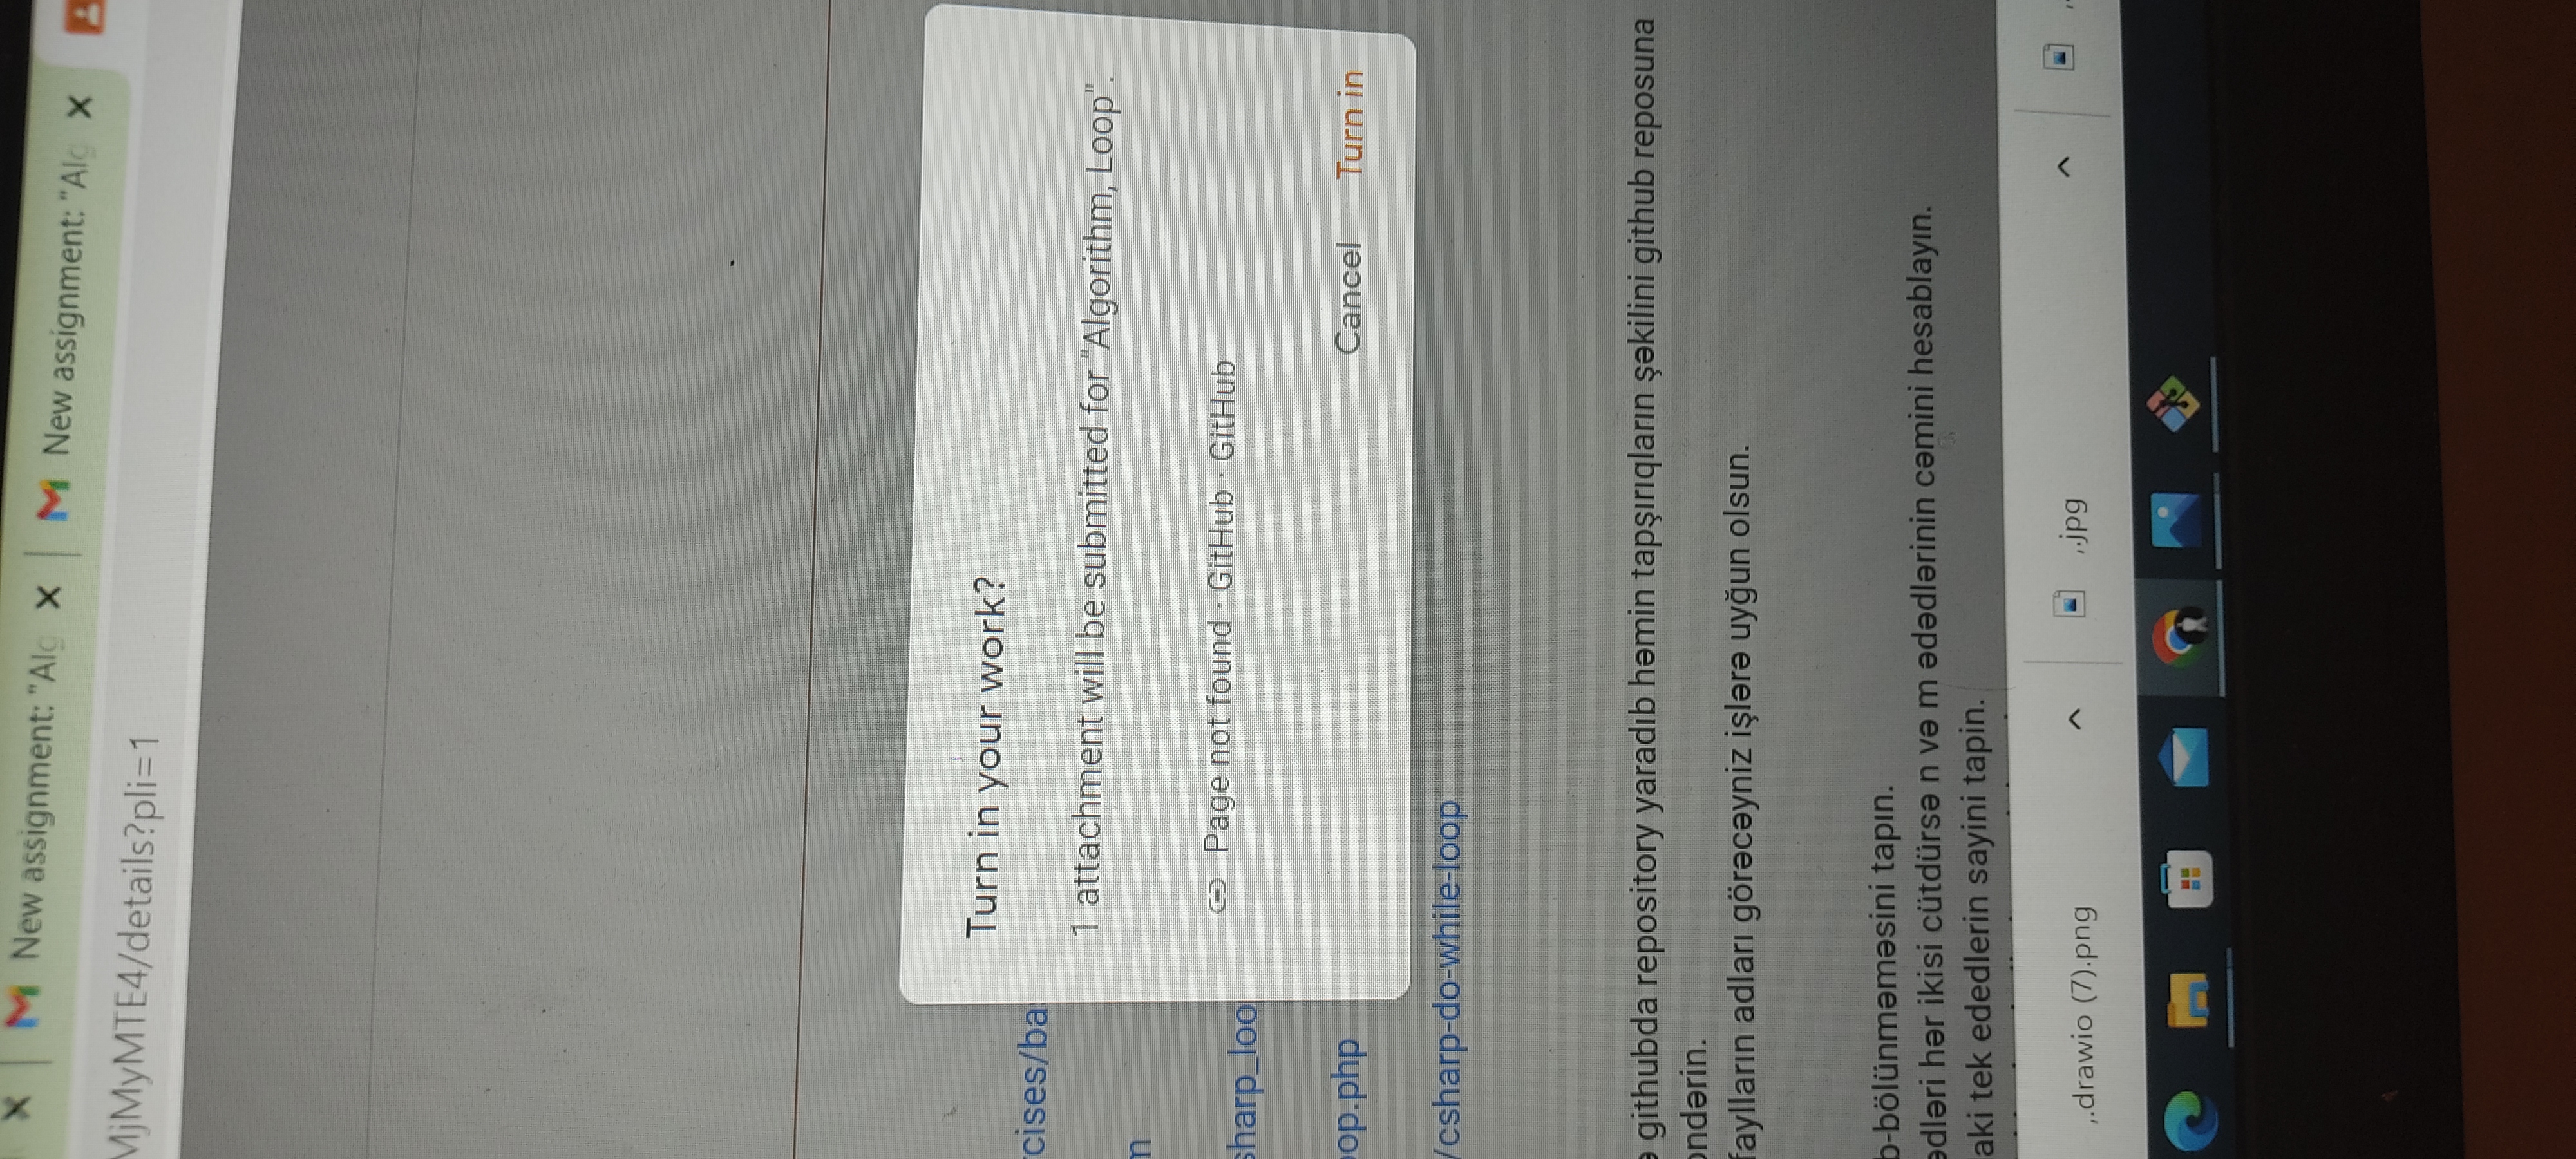 New assignment: "Alg
New assignment: "Alg
MjMyMTE4/details?pli=1
Turn in your work?
rcises/ba
1 attachment will be submitted for "Algorithm, Loop".
Page not found · GitHub · GitHub
sharp_loo
oop.php
Cancel
Turn in
/csharp-do-while-loop
ə githubda repository yaradıb həmin tapşırıqların şəkilini github reposuna
öndərin.
faylların adları görəcəyniz işlərə uyğun olsun.
b-bölünməməsini tapın.
ədləri hər ikisi cütdürsə n və m ədədlərinin cəmini hesablayın.
aki tek ededlerin sayini tapin.
,.drawio (7).png
,.jpg